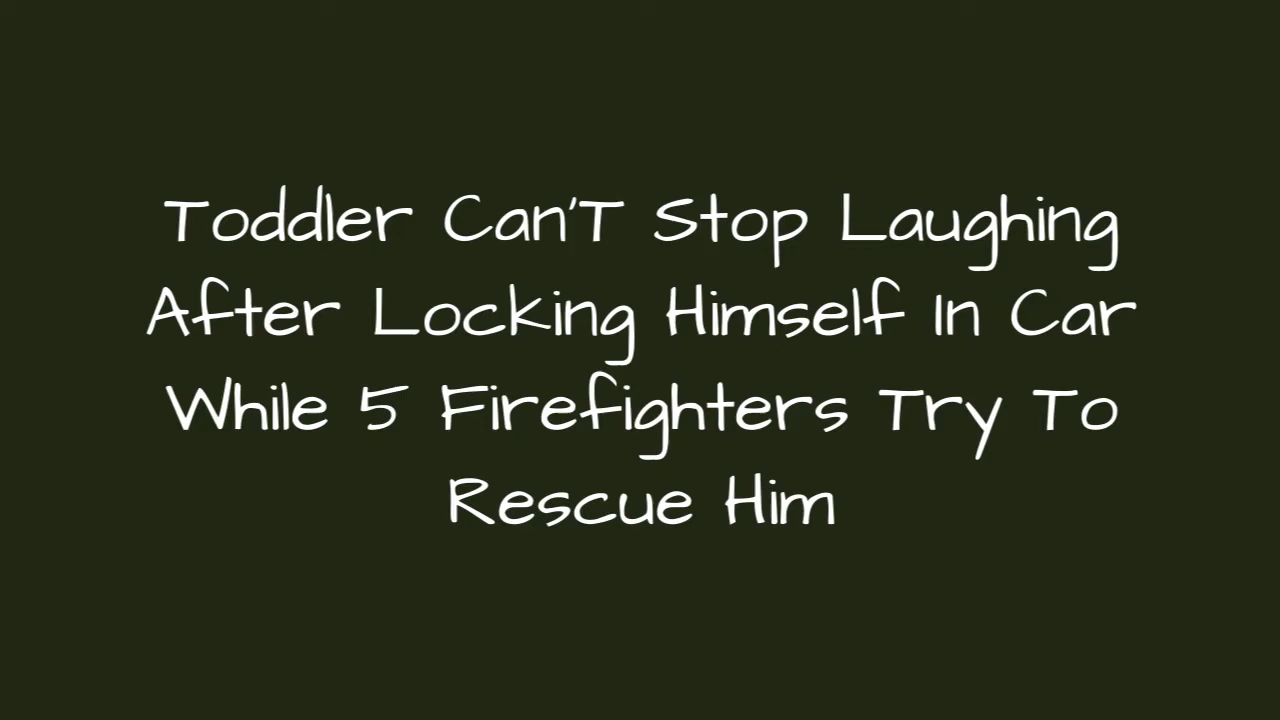 Toddler Can'T Stop Laughing
After Locking Himself In Car
While 5 Firefighters Try To
Rescue Him